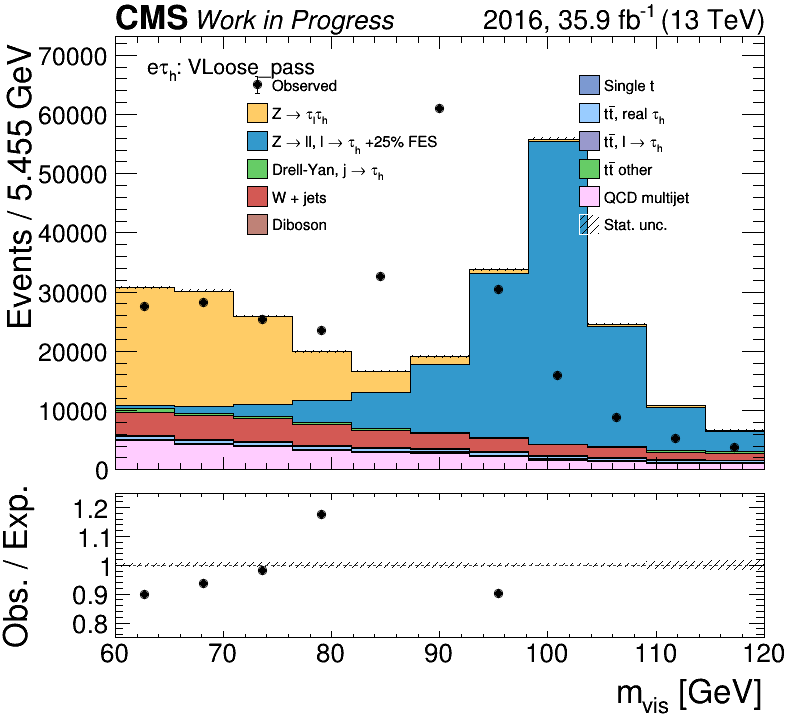 CMS Work in Progress 2016, 35.9 fb⁻¹ (13 TeV)
Events / 5.455 GeV
70000
60000
50000
40000
30000
20000
10000
0
eτₕ: VLoose_pass
Observed
Z → τₗτₕ
Z → ll, l → τₕ +25% FES
Drell-Yan, j → τₕ
W + jets
Diboson
Single t
tt̄, real τₕ
tt̄, l → τₕ
tt̄ other
QCD multijet
Stat. unc.
Obs. / Exp.
1.2
1.1
1
0.9
0.8
60 70 80 90 100 110 120
m_vis [GeV]